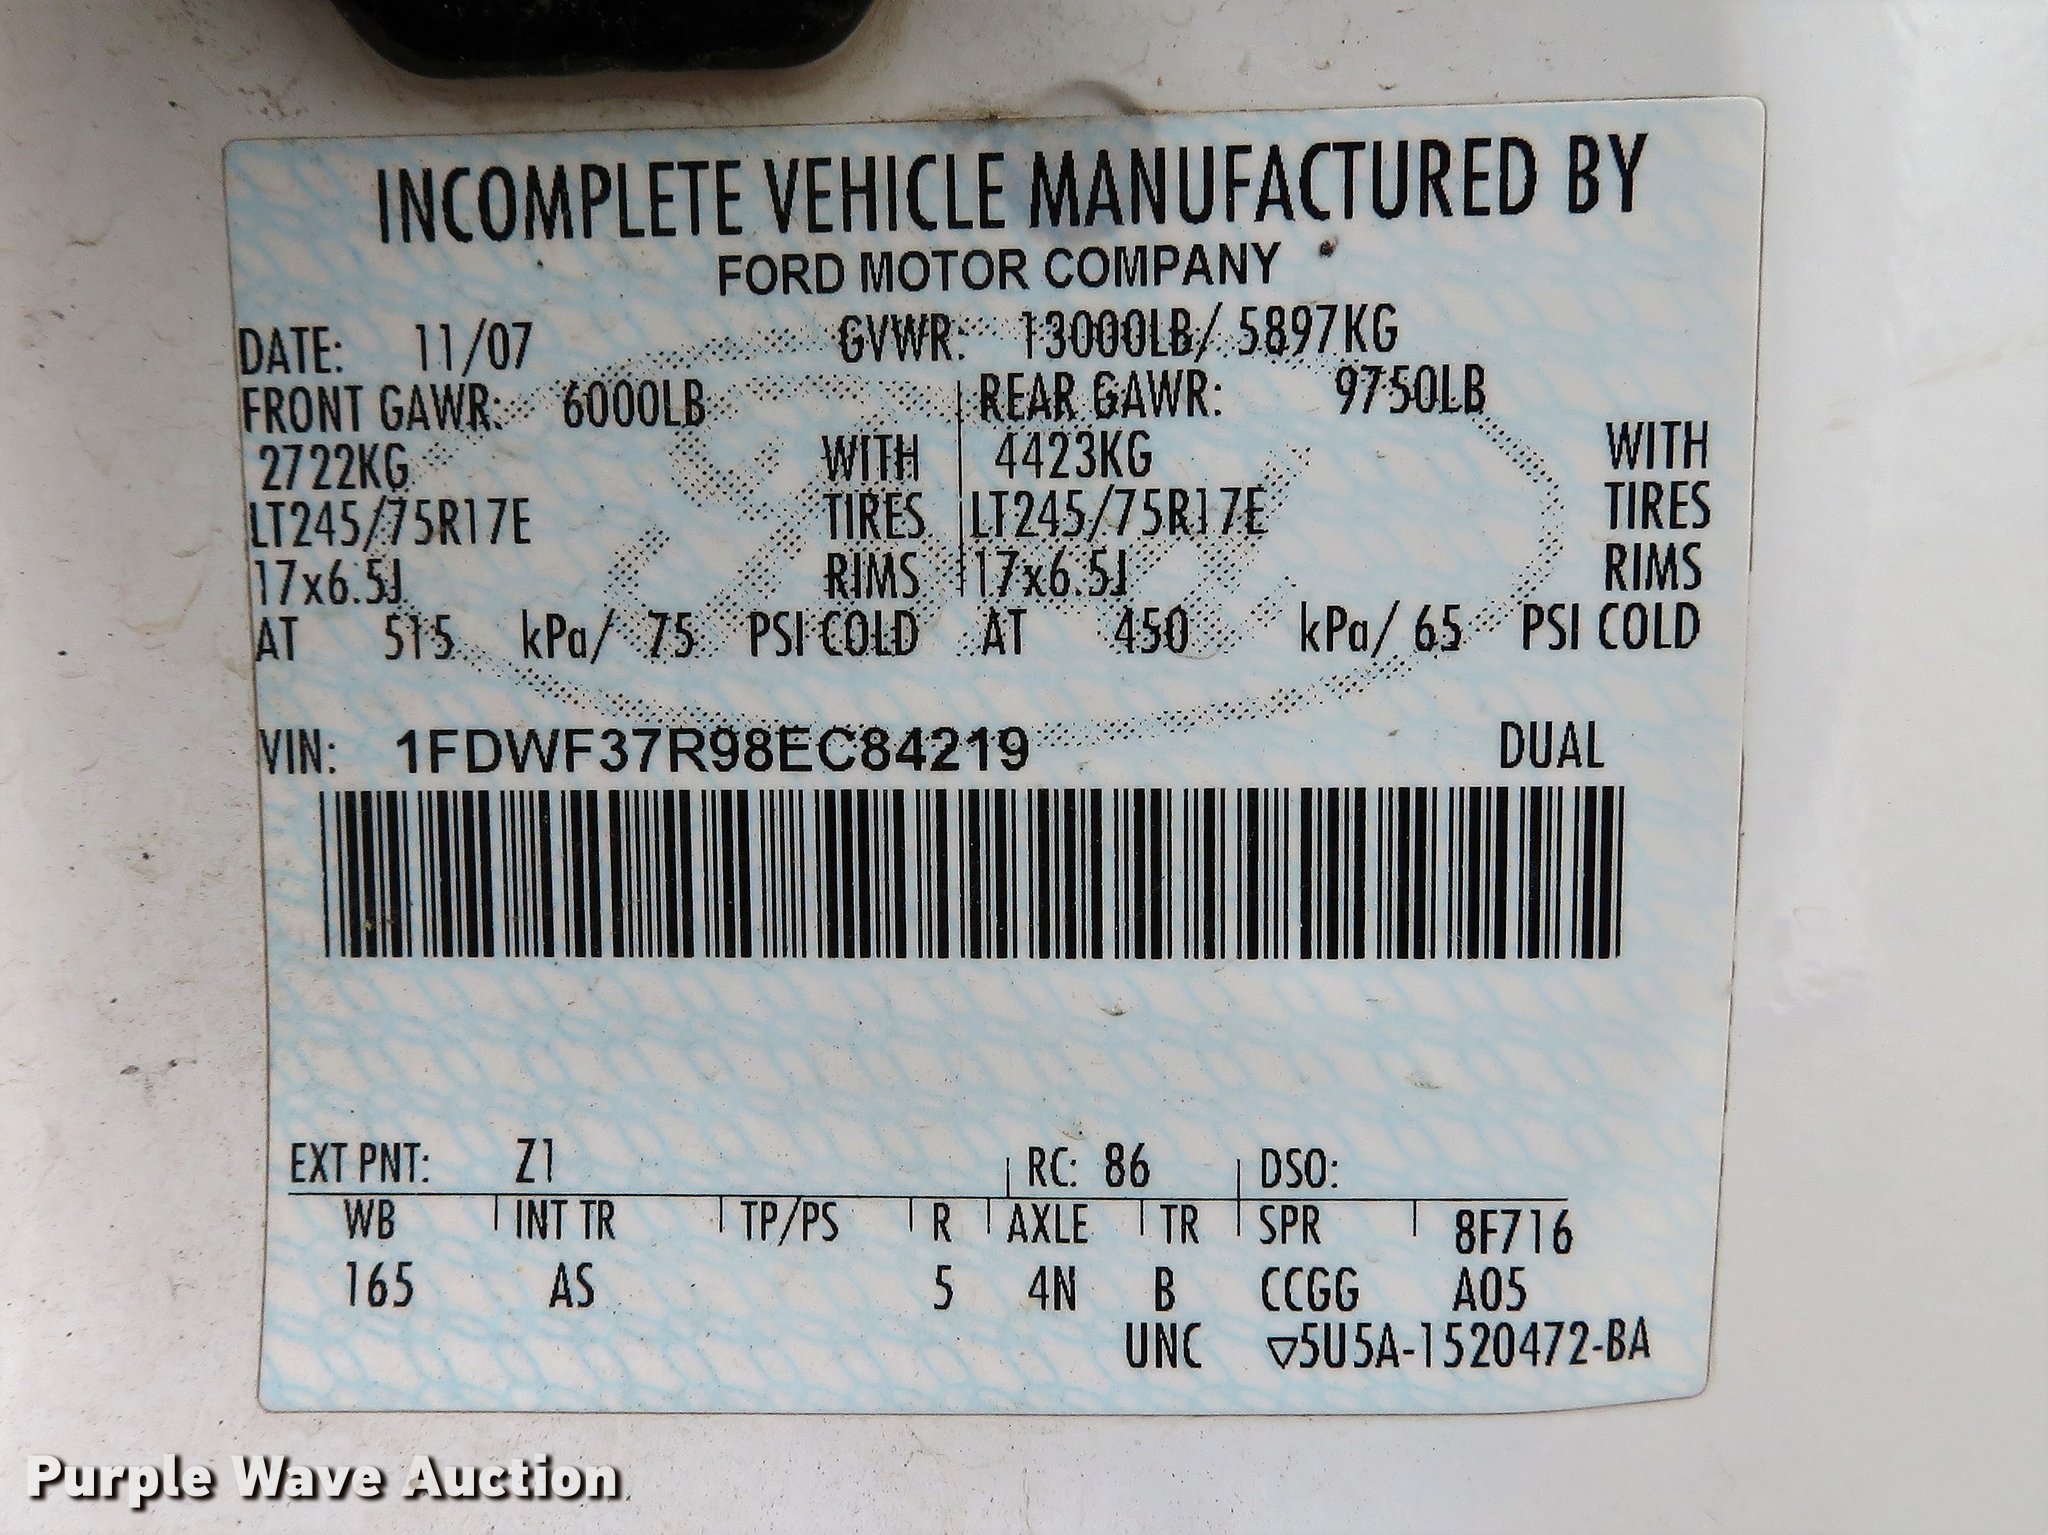 INCOMPLETE VEHICLE MANUFACTURED BY
FORD MOTOR COMPANY
DATE: 11/07 GVWR: 13000LB/ 5897KG
FRONT GAWR: 6000LB REAR GAWR: 9750LB
2722KG WITH 4423KG WITH
LT245/75R17E TIRES LT245/75R17E TIRES
17x6.5J RIMS 17x6.5J RIMS
AT 515 kPa/ 75 PSI COLD AT 450 kPa/ 65 PSI COLD
VIN: 1FDWF37R98EC84219 DUAL
EXT PNT: Z1 RC: 86 DSO:
WB INT TR TP/PS R AXLE TR SPR 8F716
165 AS 5 4N B CCGG A05
UNC ▽5U5A-1520472-BA
Purple Wave Auction